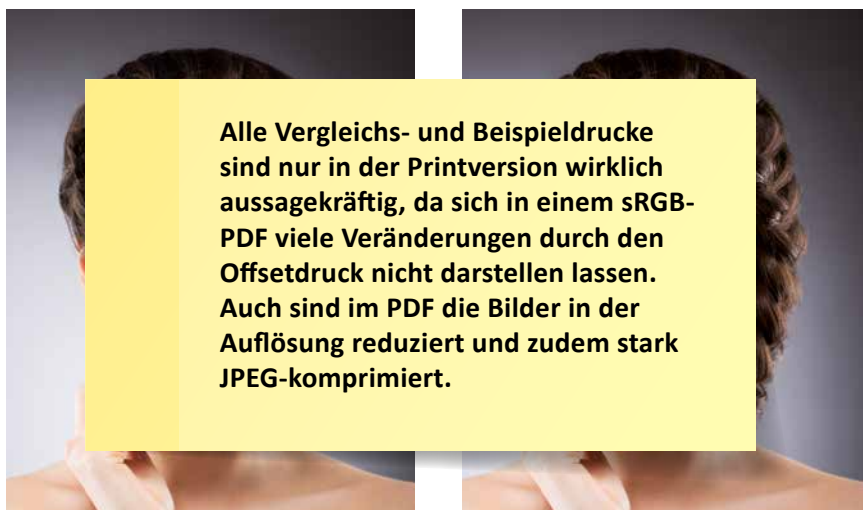 Alle Vergleichs- und Beispieldrucke
sind nur in der Printversion wirklich
aussagekräftig, da sich in einem sRGB-
PDF viele Veränderungen durch den
Offsetdruck nicht darstellen lassen.
Auch sind im PDF die Bilder in der
Auflösung reduziert und zudem stark
JPEG-komprimiert.